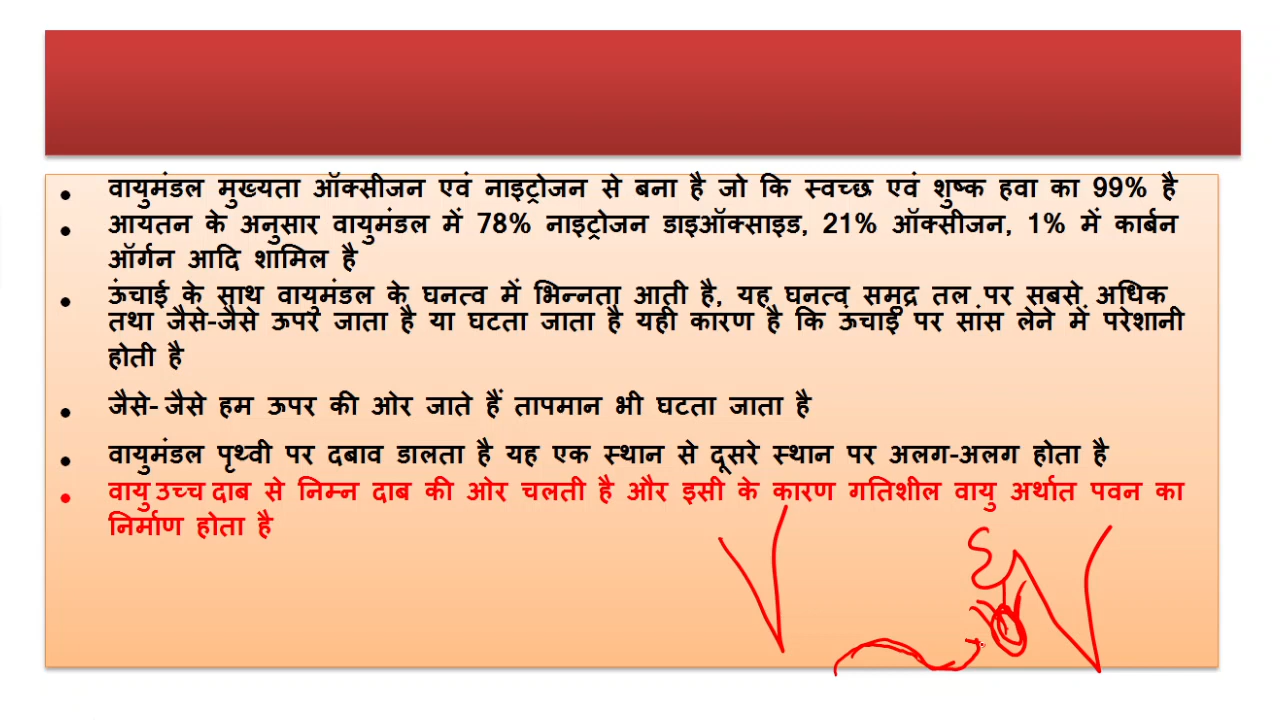 वायुमंडल मुख्यता ऑक्सीजन एवं नाइट्रोजन से बना है जो कि स्वच्छ एवं शुष्क हवा का 99% है
आयतन के अनुसार वायुमंडल में 78% नाइट्रोजन डाइऑक्साइड, 21% ऑक्सीजन, 1% में कार्बन
ऑर्गन आदि शामिल है
ऊंचाई के साथ वायुमंडल के घनत्व में भिन्नता आती है, यह घनत्व समुद्र तल पर सबसे अधिक
तथा जैसे-जैसे ऊपर जाता है या घटता जाता है यही कारण है कि ऊंचाई पर सांस लेने में परेशानी
होती है
जैसे- जैसे हम ऊपर की ओर जाते हैं तापमान भी घटता जाता है
वायुमंडल पृथ्वी पर दबाव डालता है यह एक स्थान से दूसरे स्थान पर अलग-अलग होता है
वायु उच्च दाब से निम्न दाब की ओर चलती है और इसी के कारण गतिशील वायु अर्थात पवन का
निर्माण होता है